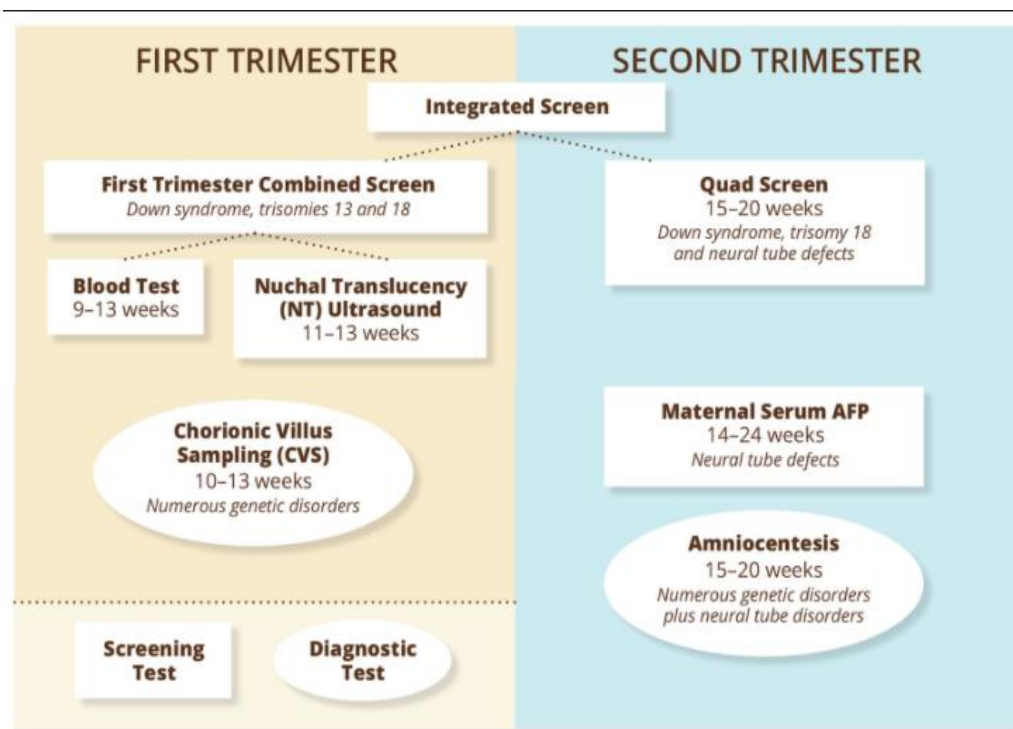 FIRST TRIMESTER
SECOND TRIMESTER
Integrated Screen
First Trimester Combined Screen
Down syndrome, trisomies 13 and 18
Blood Test
9–13 weeks
Nuchal Translucency
(NT) Ultrasound
11–13 weeks
Quad Screen
15–20 weeks
Down syndrome, trisomy 18
and neural tube defects
Chorionic Villus
Sampling (CVS)
10–13 weeks
Numerous genetic disorders
Maternal Serum AFP
14–24 weeks
Neural tube defects
Amniocentesis
15–20 weeks
Numerous genetic disorders
plus neural tube disorders
Screening
Test
Diagnostic
Test